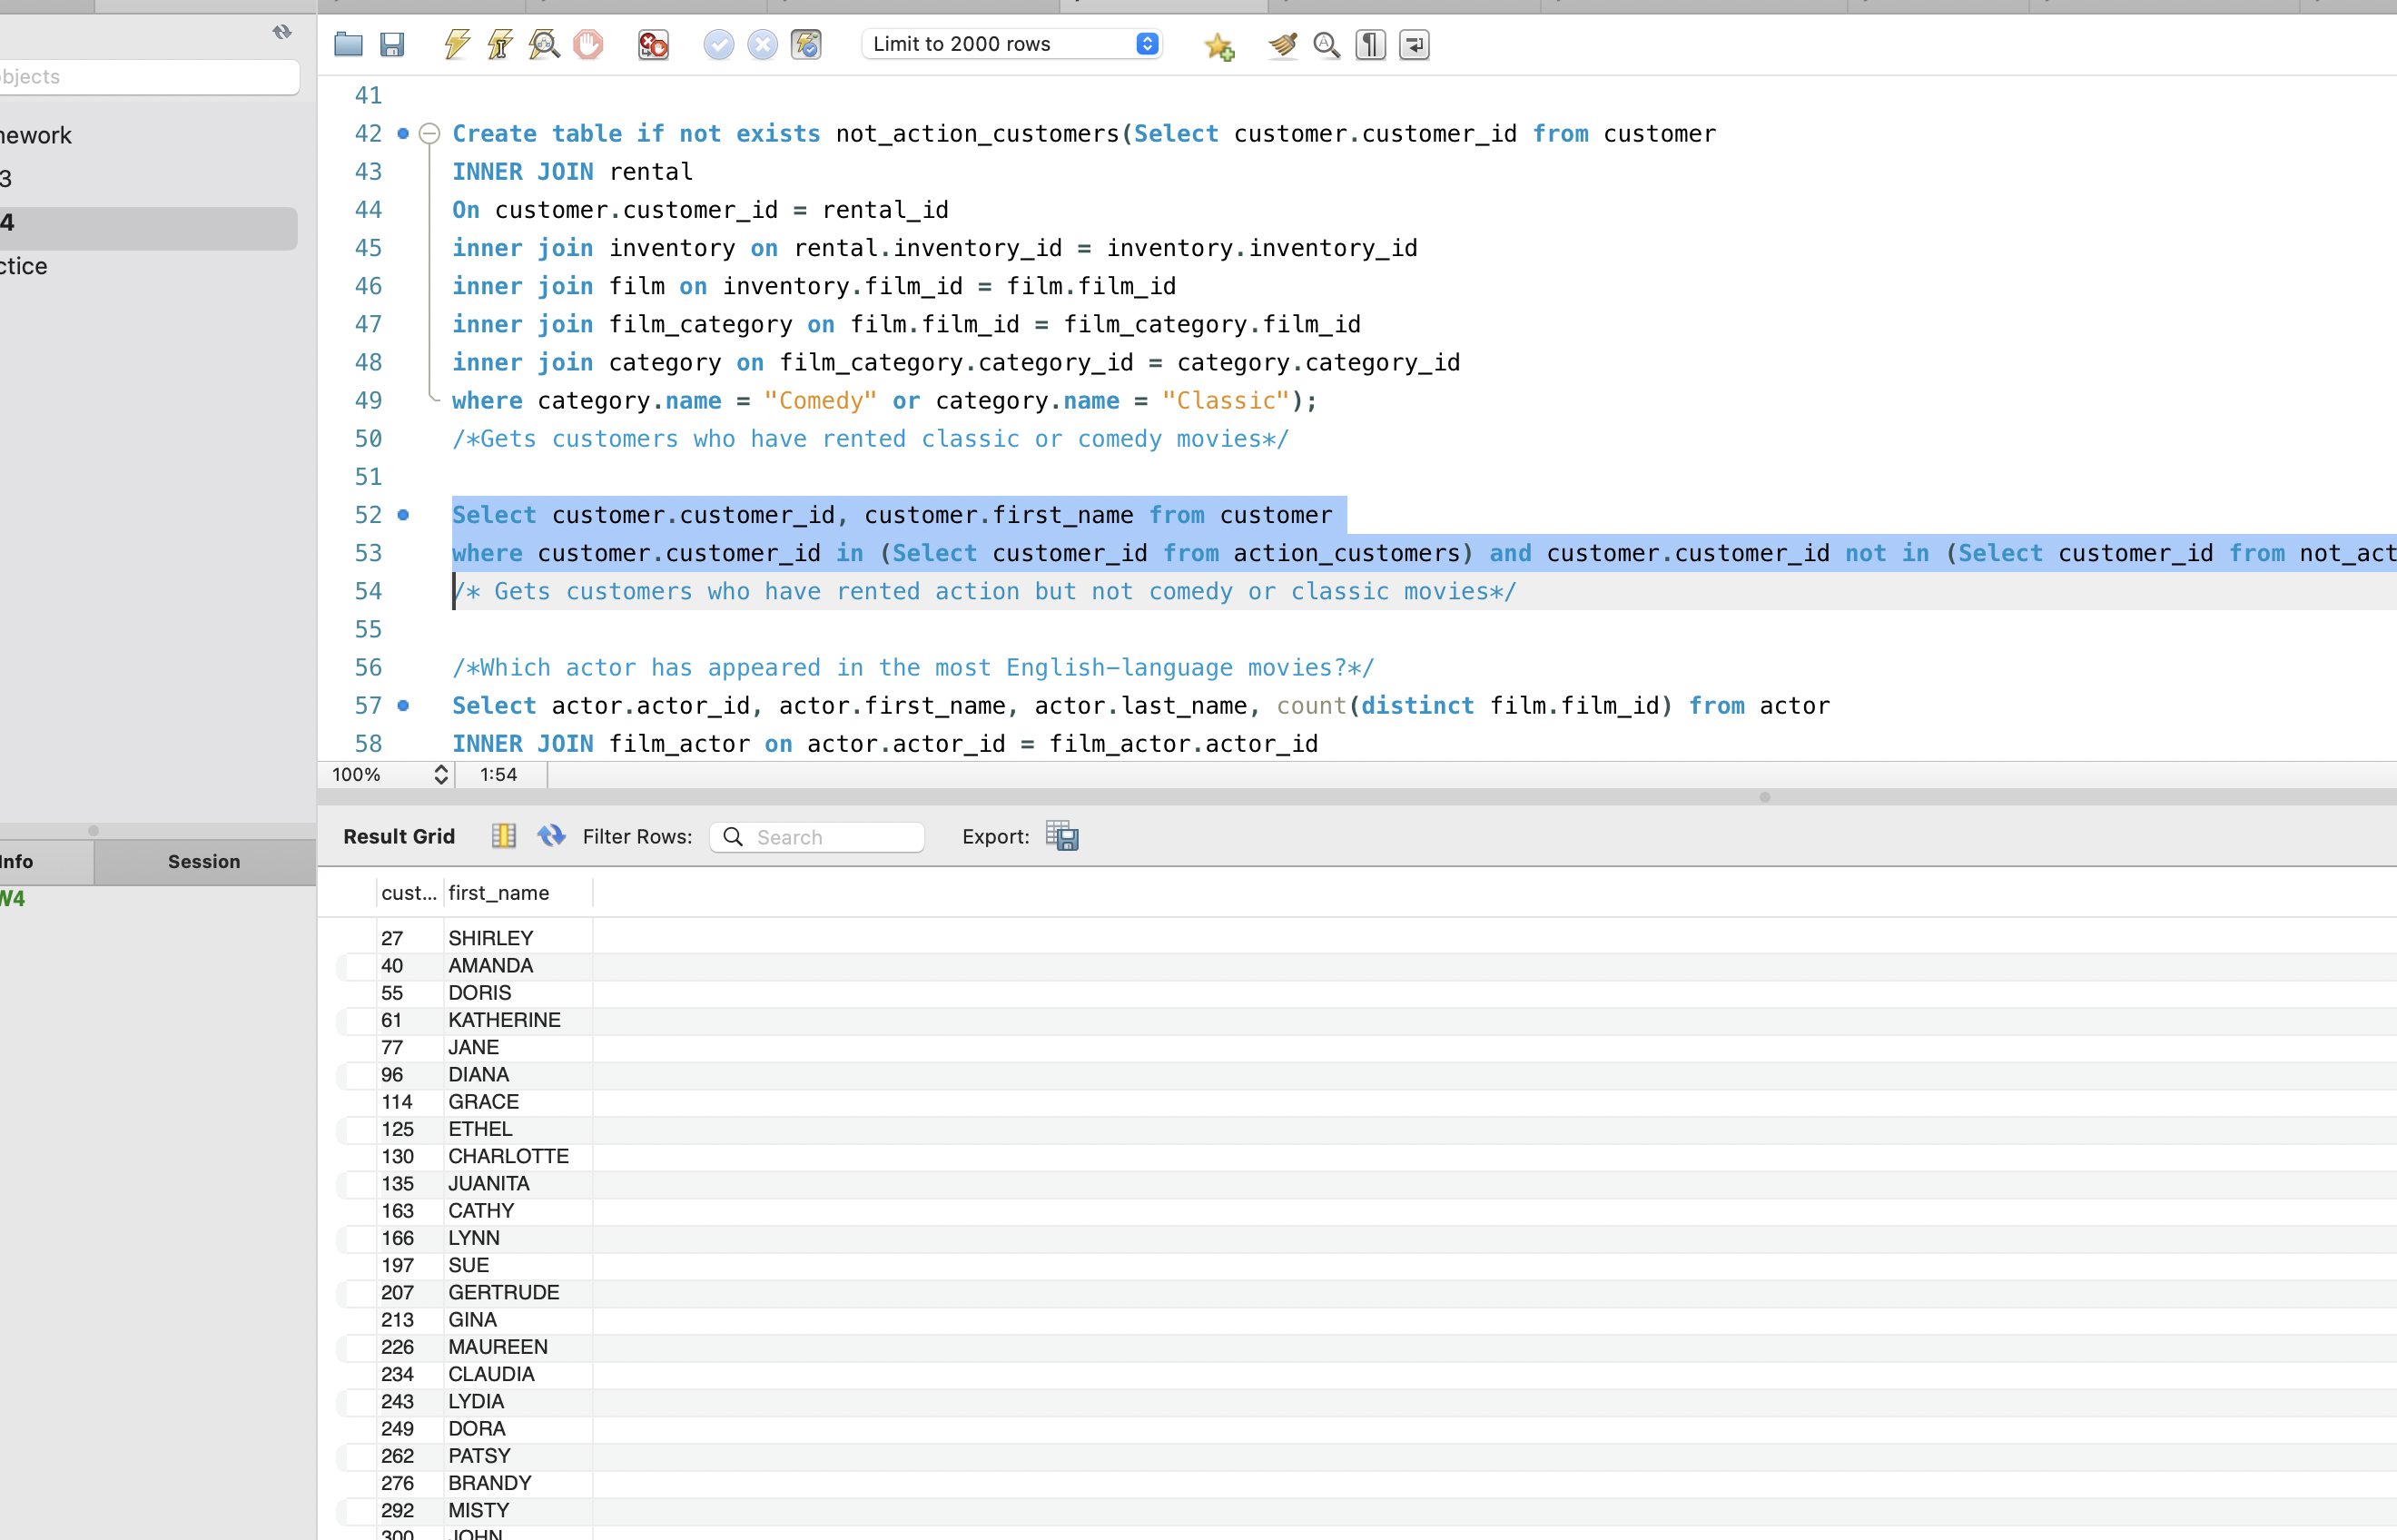 Limit to 2000 rows
bjects
41
42 Create table if not exists not_action_customers(Select customer.customer_id from customer
43 INNER JOIN rental
44 On customer.customer_id = rental_id
45 inner join inventory on rental.inventory_id = inventory.inventory_id
46 inner join film on inventory.film_id = film.film_id
47 inner join film_category on film.film_id = film_category.film_id
48 inner join category on film_category.category_id = category.category_id
49 where category.name = "Comedy" or category.name = "Classic");
50 /*Gets customers who have rented classic or comedy movies*/
51
52 Select customer.customer_id, customer.first_name from customer
53 where customer.customer_id in (Select customer_id from action_customers) and customer.customer_id not in (Select customer_id from not_act
54 /* Gets customers who have rented action but not comedy or classic movies*/
55
56 /*Which actor has appeared in the most English-language movies?*/
57 Select actor.actor_id, actor.first_name, actor.last_name, count(distinct film.film_id) from actor
58 INNER JOIN film_actor on actor.actor_id = film_actor.actor_id
nework
3
4
ctice
100% 1:54
Result Grid Filter Rows: Search Export:
nfo Session
W4
cust... first_name
27 SHIRLEY
40 AMANDA
55 DORIS
61 KATHERINE
77 JANE
96 DIANA
114 GRACE
125 ETHEL
130 CHARLOTTE
135 JUANITA
163 CATHY
166 LYNN
197 SUE
207 GERTRUDE
213 GINA
226 MAUREEN
234 CLAUDIA
243 LYDIA
249 DORA
262 PATSY
276 BRANDY
292 MISTY
300 JOHN